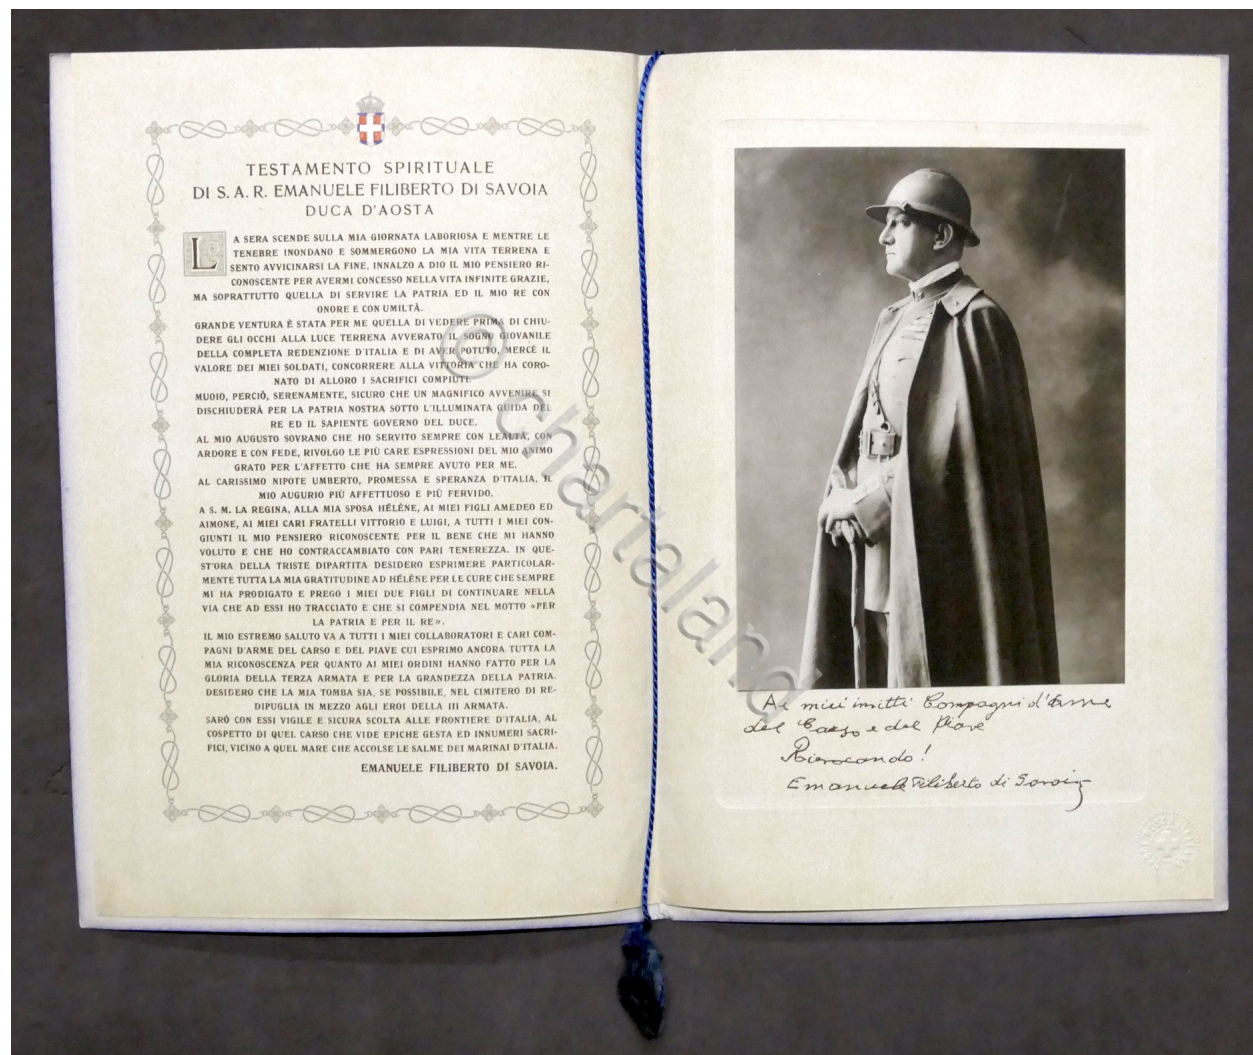 TESTAMENTO SPIRITUALE
DI S. A. R. EMANUELE FILIBERTO DI SAVOIA
DUCA D'AOSTA
LA SERA SCENDE SULLA MIA GIORNATA LABORIOSA E MENTRE LE
TENEBRE INONDANO E SOMMERGONO LA MIA VITA TERRENA E
SENTO AVVICINARSI LA FINE, INNALZO A DIO IL MIO PENSIERO RI-
CONOSCENTE PER AVERMI CONCESSO NELLA VITA INFINITE GRAZIE,
MA SOPRATTUTTO QUELLA DI SERVIRE LA PATRIA ED IL MIO RE CON
ONORE E CON UMILTÀ.
GRANDE VENTURA È STATA PER ME QUELLA DI VEDERE PRIMA DI CHIU-
DERE GLI OCCHI ALLA LUCE TERRENA AVVERATO IL SOGNO GIOVANILE
DELLA COMPLETA REDENZIONE D'ITALIA E DI AVER POTUTO, MERCÈ IL
VALORE DEI MIEI SOLDATI, CONCORRERE ALLA VITTORIA CHE HA CORO-
NATO DI ALLORO I SACRIFICI COMPIUTI.
MUOIO, PERCIÒ, SERENAMENTE, SICURO CHE UN MAGNIFICO AVVENIRE SI
DISCHIUDERÀ PER LA PATRIA NOSTRA SOTTO L'ILLUMINATA GUIDA DEL
RE ED IL SAPIENTE GOVERNO DEL DUCE.
AL MIO AUGUSTO SOVRANO CHE HO SERVITO SEMPRE CON LEALTÀ, CON
ARDORE E CON FEDE, RIVOLGO LE PIÙ CARE ESPRESSIONI DEL MIO ANIMO
GRATO PER L'AFFETTO CHE HA SEMPRE AVUTO PER ME.
AL CARISSIMO NIPOTE UMBERTO, PROMESSA E SPERANZA D'ITALIA, IL
MIO AUGURIO PIÙ AFFETTUOSO E PIÙ FERVIDO.
A S. M. LA REGINA, ALLA MIA SPOSA HÉLÈNE, AI MIEI FIGLI AMEDEO ED
AIMONE, AI MIEI CARI FRATELLI VITTORIO E LUIGI, A TUTTI I MIEI CON-
GIUNTI IL MIO PENSIERO RICONOSCENTE PER IL BENE CHE MI HANNO
VOLUTO E CHE HO CONTRACCAMBIATO CON PARI TENEREZZA. IN QUE-
ST'ORA DELLA TRISTE DIPARTITA DESIDERO ESPRIMERE PARTICOLAR-
MENTE TUTTA LA MIA GRATITUDINE AD HÉLÈNE PER LE CURE CHE SEMPRE
MI HA PRODIGATO E PREGO I MIEI DUE FIGLI DI CONTINUARE NELLA
VIA CHE AD ESSI HO TRACCIATO E CHE SI COMPENDIA NEL MOTTO «PER
LA PATRIA E PER IL RE».
IL MIO ESTREMO SALUTO VA A TUTTI I MIEI COLLABORATORI E CARI COM-
PAGNI D'ARME DEL CARSO E DEL PIAVE CUI ESPRIMO ANCORA TUTTA LA
MIA RICONOSCENZA PER QUANTO AI MIEI ORDINI HANNO FATTO PER LA
GLORIA DELLA TERZA ARMATA E PER LA GRANDEZZA DELLA PATRIA.
DESIDERO CHE LA MIA TOMBA SIA, SE POSSIBILE, NEL CIMITERO DI RE-
DIPUGLIA IN MEZZO AGLI EROI DELLA III ARMATA.
SARÒ CON ESSI VIGILE E SICURA SCOLTA ALLE FRONTIERE D'ITALIA, AL
COSPETTO DI QUEL CARSO CHE VIDE EPICHE GESTA ED INNUMERI SACRI-
FICI, VICINO A QUEL MARE CHE ACCOLSE LE SALME DEI MARINAI D'ITALIA.
EMANUELE FILIBERTO DI SAVOIA.
Ai miei invitti Compagni d'Arme
del Carso e del Piave
Rievocando!
Emanuele Filiberto di Savoia
© chartaland